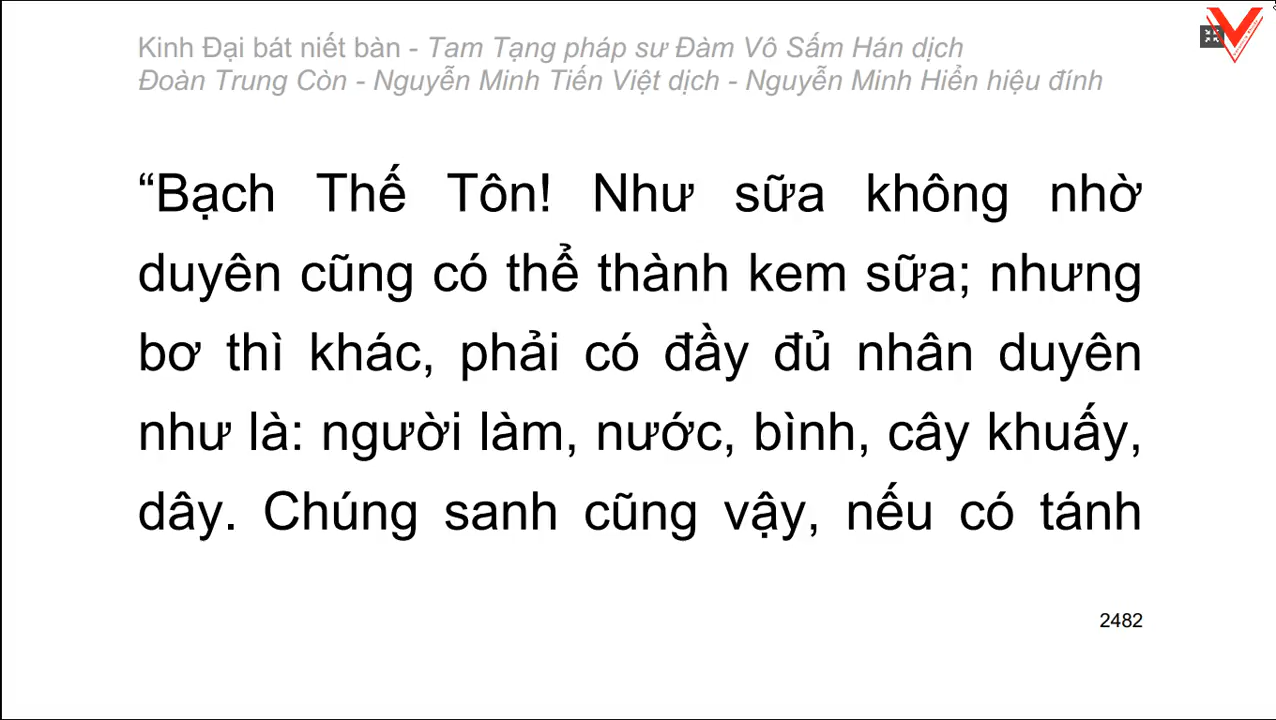 Kinh Đại bát niết bàn - Tam Tạng pháp sư Đàm Vô Sấm Hán dịch
Đoàn Trung Còn - Nguyễn Minh Tiến Việt dịch - Nguyễn Minh Hiển hiệu đính
“Bạch Thế Tôn! Như sữa không nhờ
duyên cũng có thể thành kem sữa; nhưng
bơ thì khác, phải có đầy đủ nhân duyên
như là: người làm, nước, bình, cây khuấy,
dây. Chúng sanh cũng vậy, nếu có tánh
2482